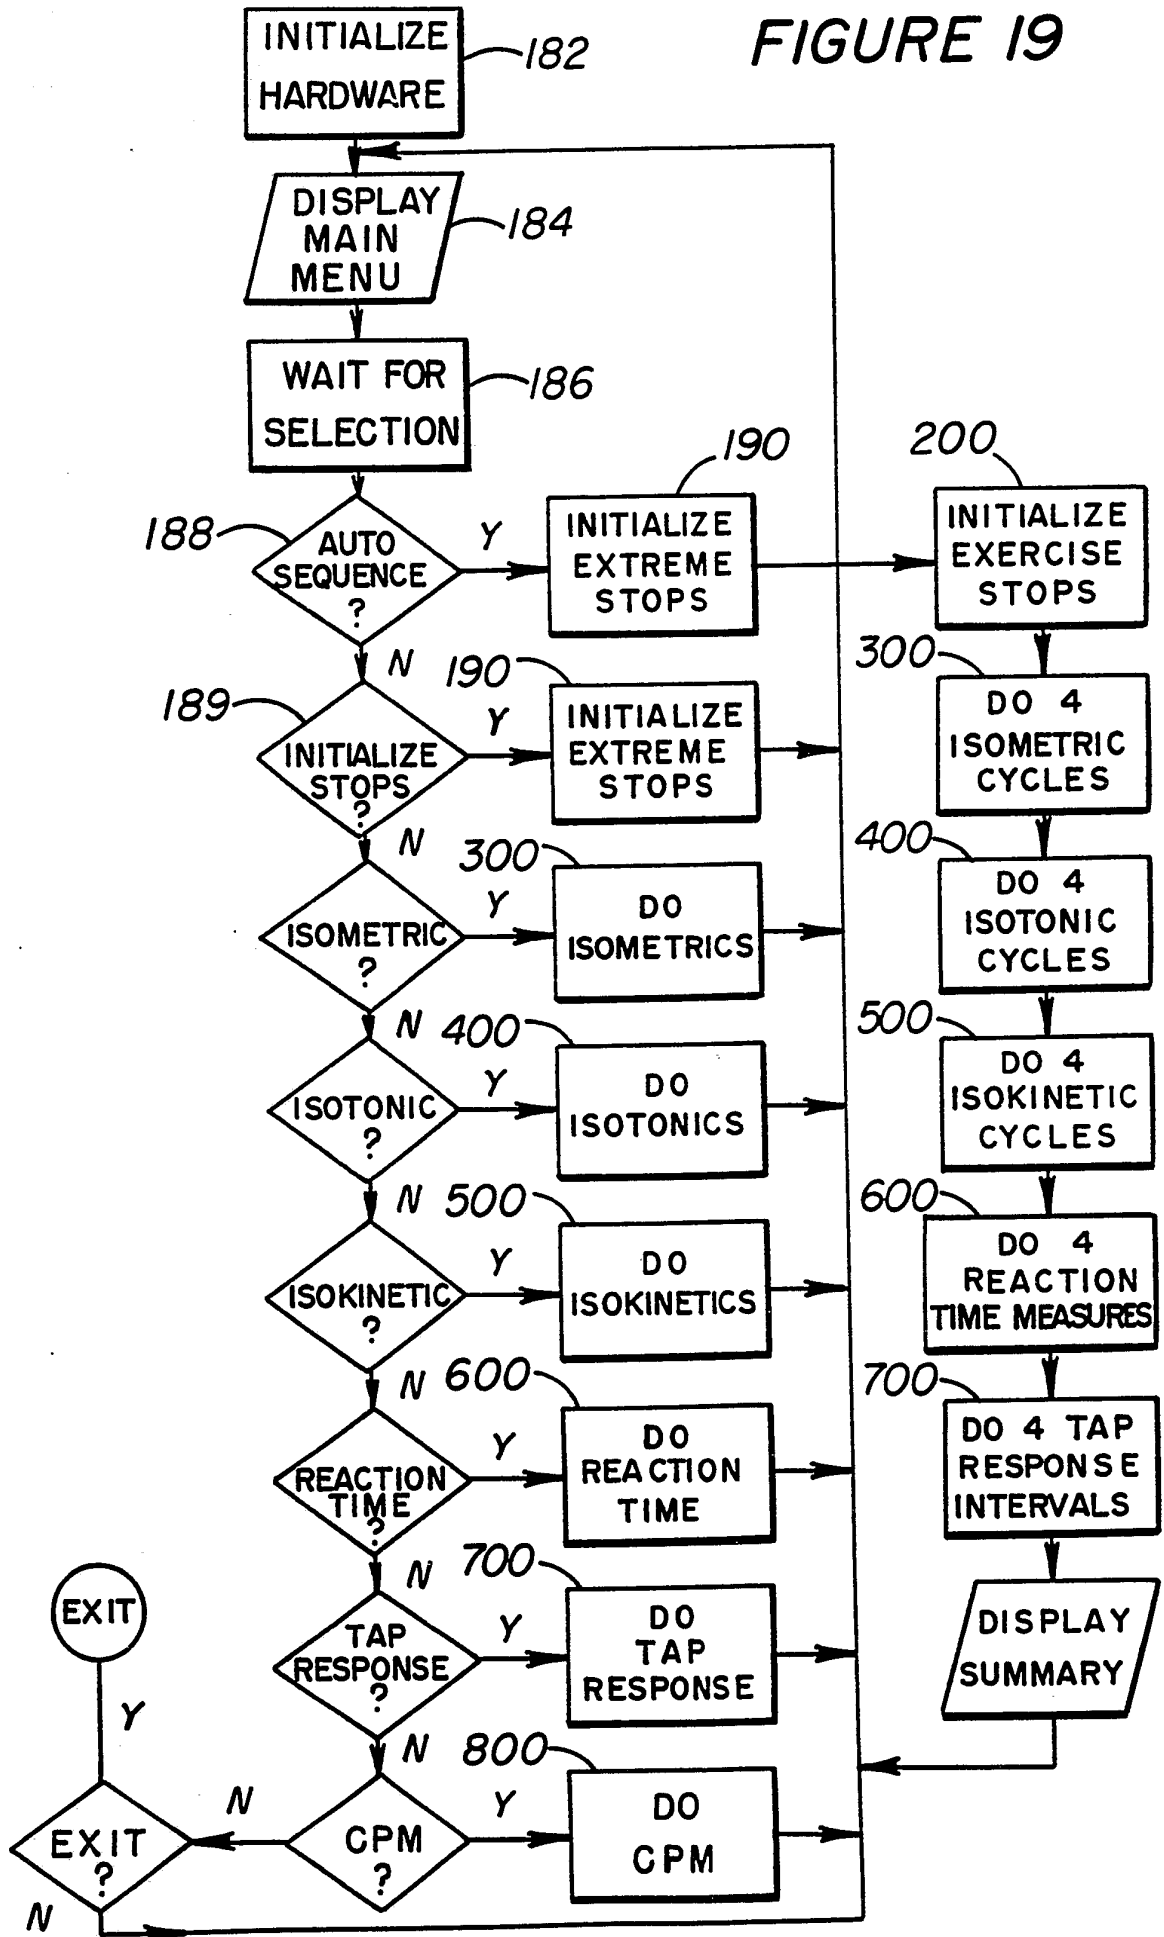 FIGURE 19
INITIALIZE
HARDWARE
182
DISPLAY
MAIN
MENU
184
WAIT FOR
SELECTION
186
188
AUTO
SEQUENCE
?
Y
190
INITIALIZE
EXTREME
STOPS
200
INITIALIZE
EXERCISE
STOPS
N
189
INITIALIZE
STOPS
?
Y
190
INITIALIZE
EXTREME
STOPS
300
DO 4
ISOMETRIC
CYCLES
N
ISOMETRIC
?
Y
300
DO
ISOMETRICS
400
DO 4
ISOTONIC
CYCLES
N
ISOTONIC
?
Y
400
DO
ISOTONICS
500
DO 4
ISOKINETIC
CYCLES
N
ISOKINETIC
?
Y
500
DO
ISOKINETICS
600
DO 4
REACTION
TIME MEASURES
N
REACTION
TIME
?
Y
600
DO
REACTION
TIME
700
DO 4 TAP
RESPONSE
INTERVALS
N
TAP
RESPONSE
?
Y
700
DO
TAP
RESPONSE
DISPLAY
SUMMARY
N
CPM
?
Y
800
DO
CPM
N
EXIT
?
Y
EXIT
N